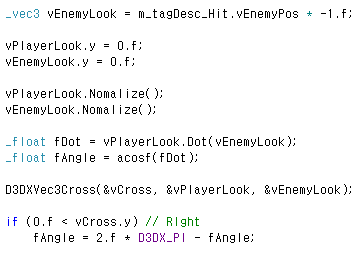 _vec3 vEnemyLook = m_tagDesc_Hit.vEnemyPos * -1.f;
vPlayerLook.y = 0.f;
vEnemyLook.y = 0.f;
vPlayerLook.Nomalize();
vEnemyLook.Nomalize();
_float fDot = vPlayerLook.Dot(vEnemyLook);
_float fAngle = acosf(fDot);
D3DXVec3Cross(&vCross, &vPlayerLook, &vEnemyLook);
if (0.f < vCross.y) // Right
fAngle = 2.f * D3DX_PI - fAngle;